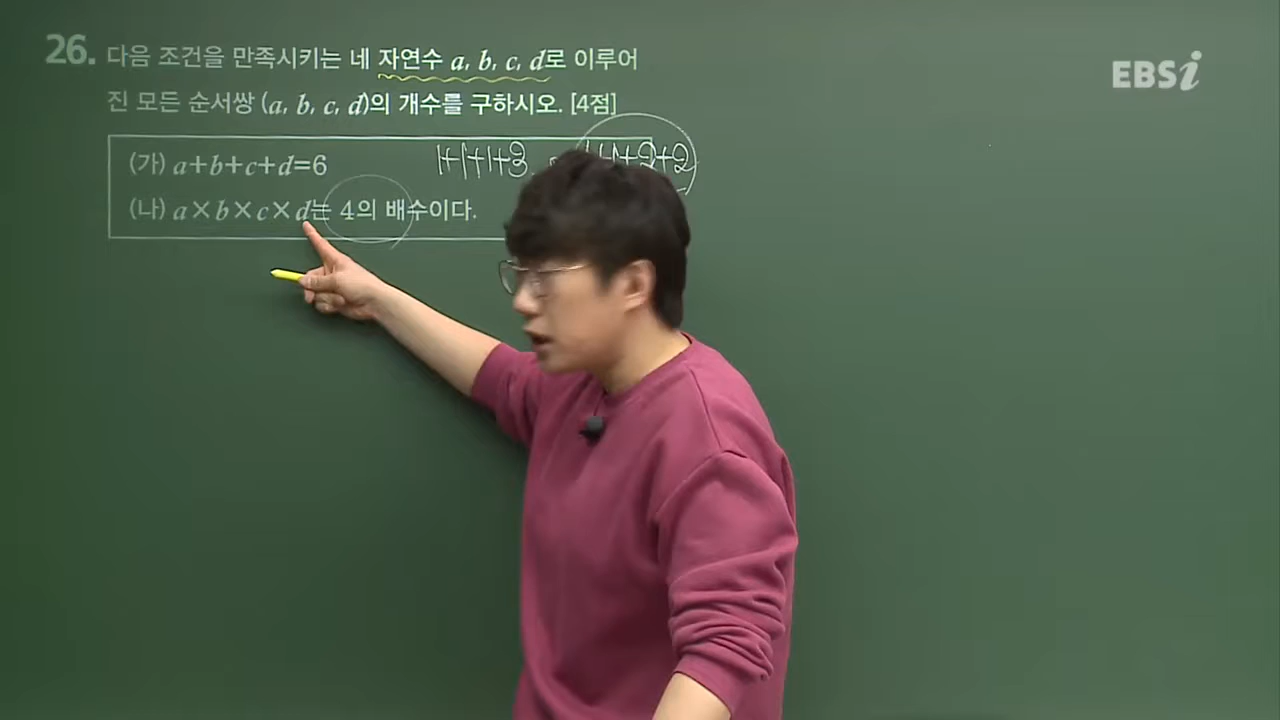 26. 다음 조건을 만족시키는 네 자연수 a, b, c, d로 이루어
진 모든 순서쌍 (a, b, c, d)의 개수를 구하시오. [4점]
(가) a+b+c+d=6
1+1+1+3
1+1+2+2
(나) a×b×c×d는 4의 배수이다.
EBSi